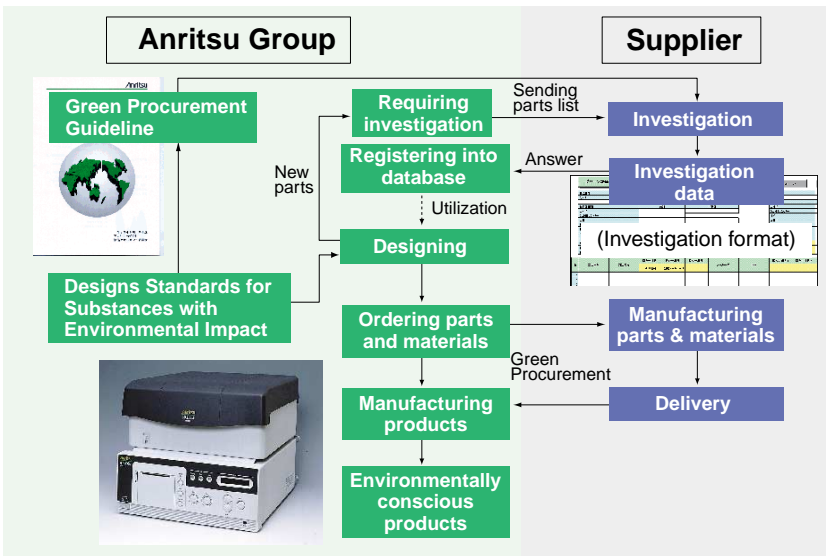 Anritsu Group
Supplier
Anritsu
Green Procurement
Guideline
Requiring
investigation
Sending
parts list
Investigation
Registering into
database
Answer
Investigation
data
New
parts
Utilization
(Investigation format)
Designing
Designs Standards for
Substances with
Environmental Impact
Ordering parts
and materials
Manufacturing
parts & materials
Green
Procurement
Manufacturing
products
Delivery
Environmentally
conscious
products